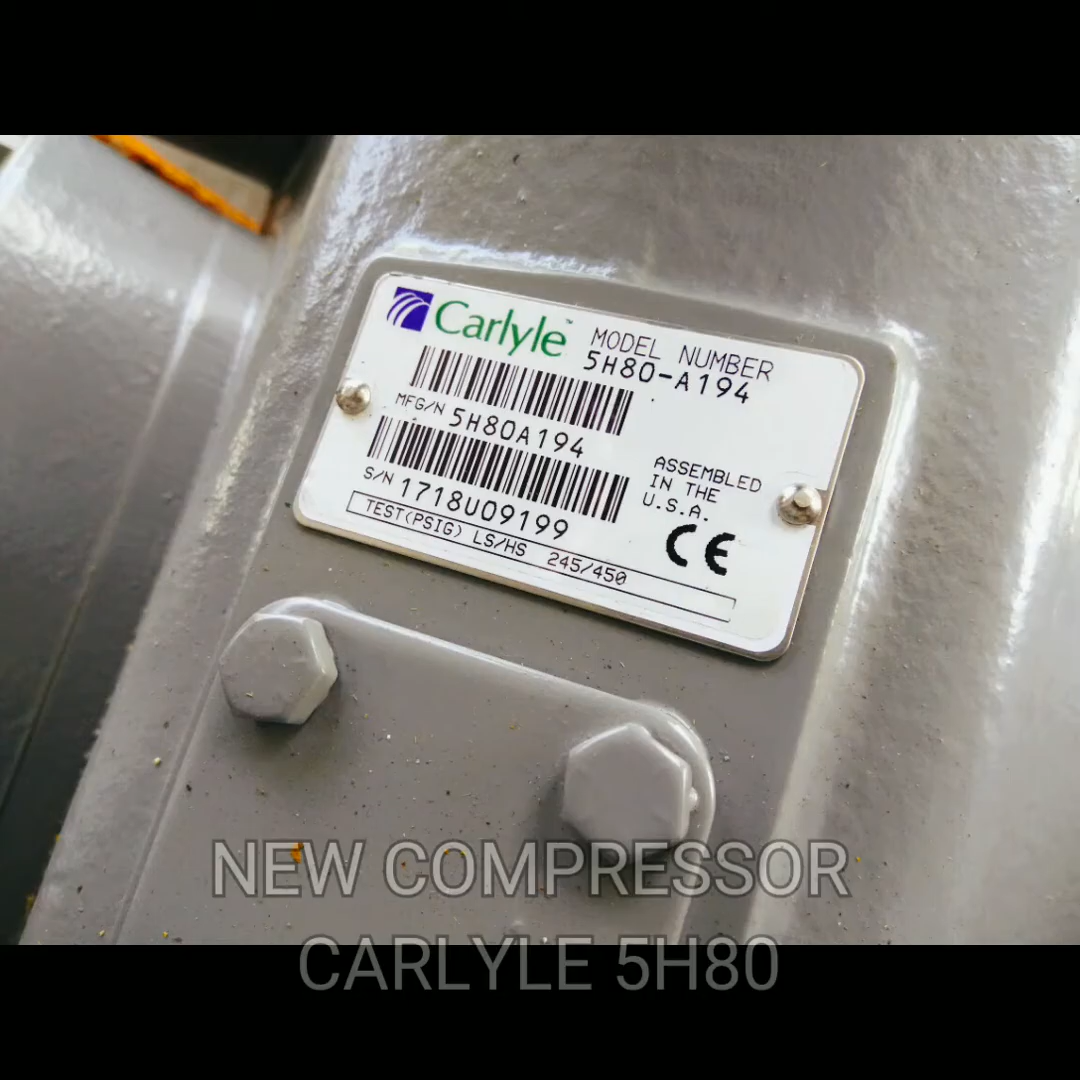 Carlyle™
MODEL NUMBER
5H80-A194
MFG/N 5H80A194
S/N 1718U09199
ASSEMBLED
IN THE
U.S.A.
CE
TEST(PSIG) LS/HS 245/450
NEW COMPRESSOR
CARLYLE 5H80